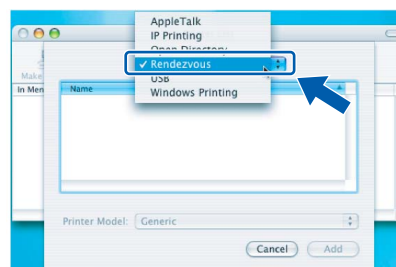 AppleTalk
IP Printing
Open Directory
✓ Rendezvous
USB
Windows Printing
Make
in Men
Name
Printer Model:
Generic
Cancel
Add